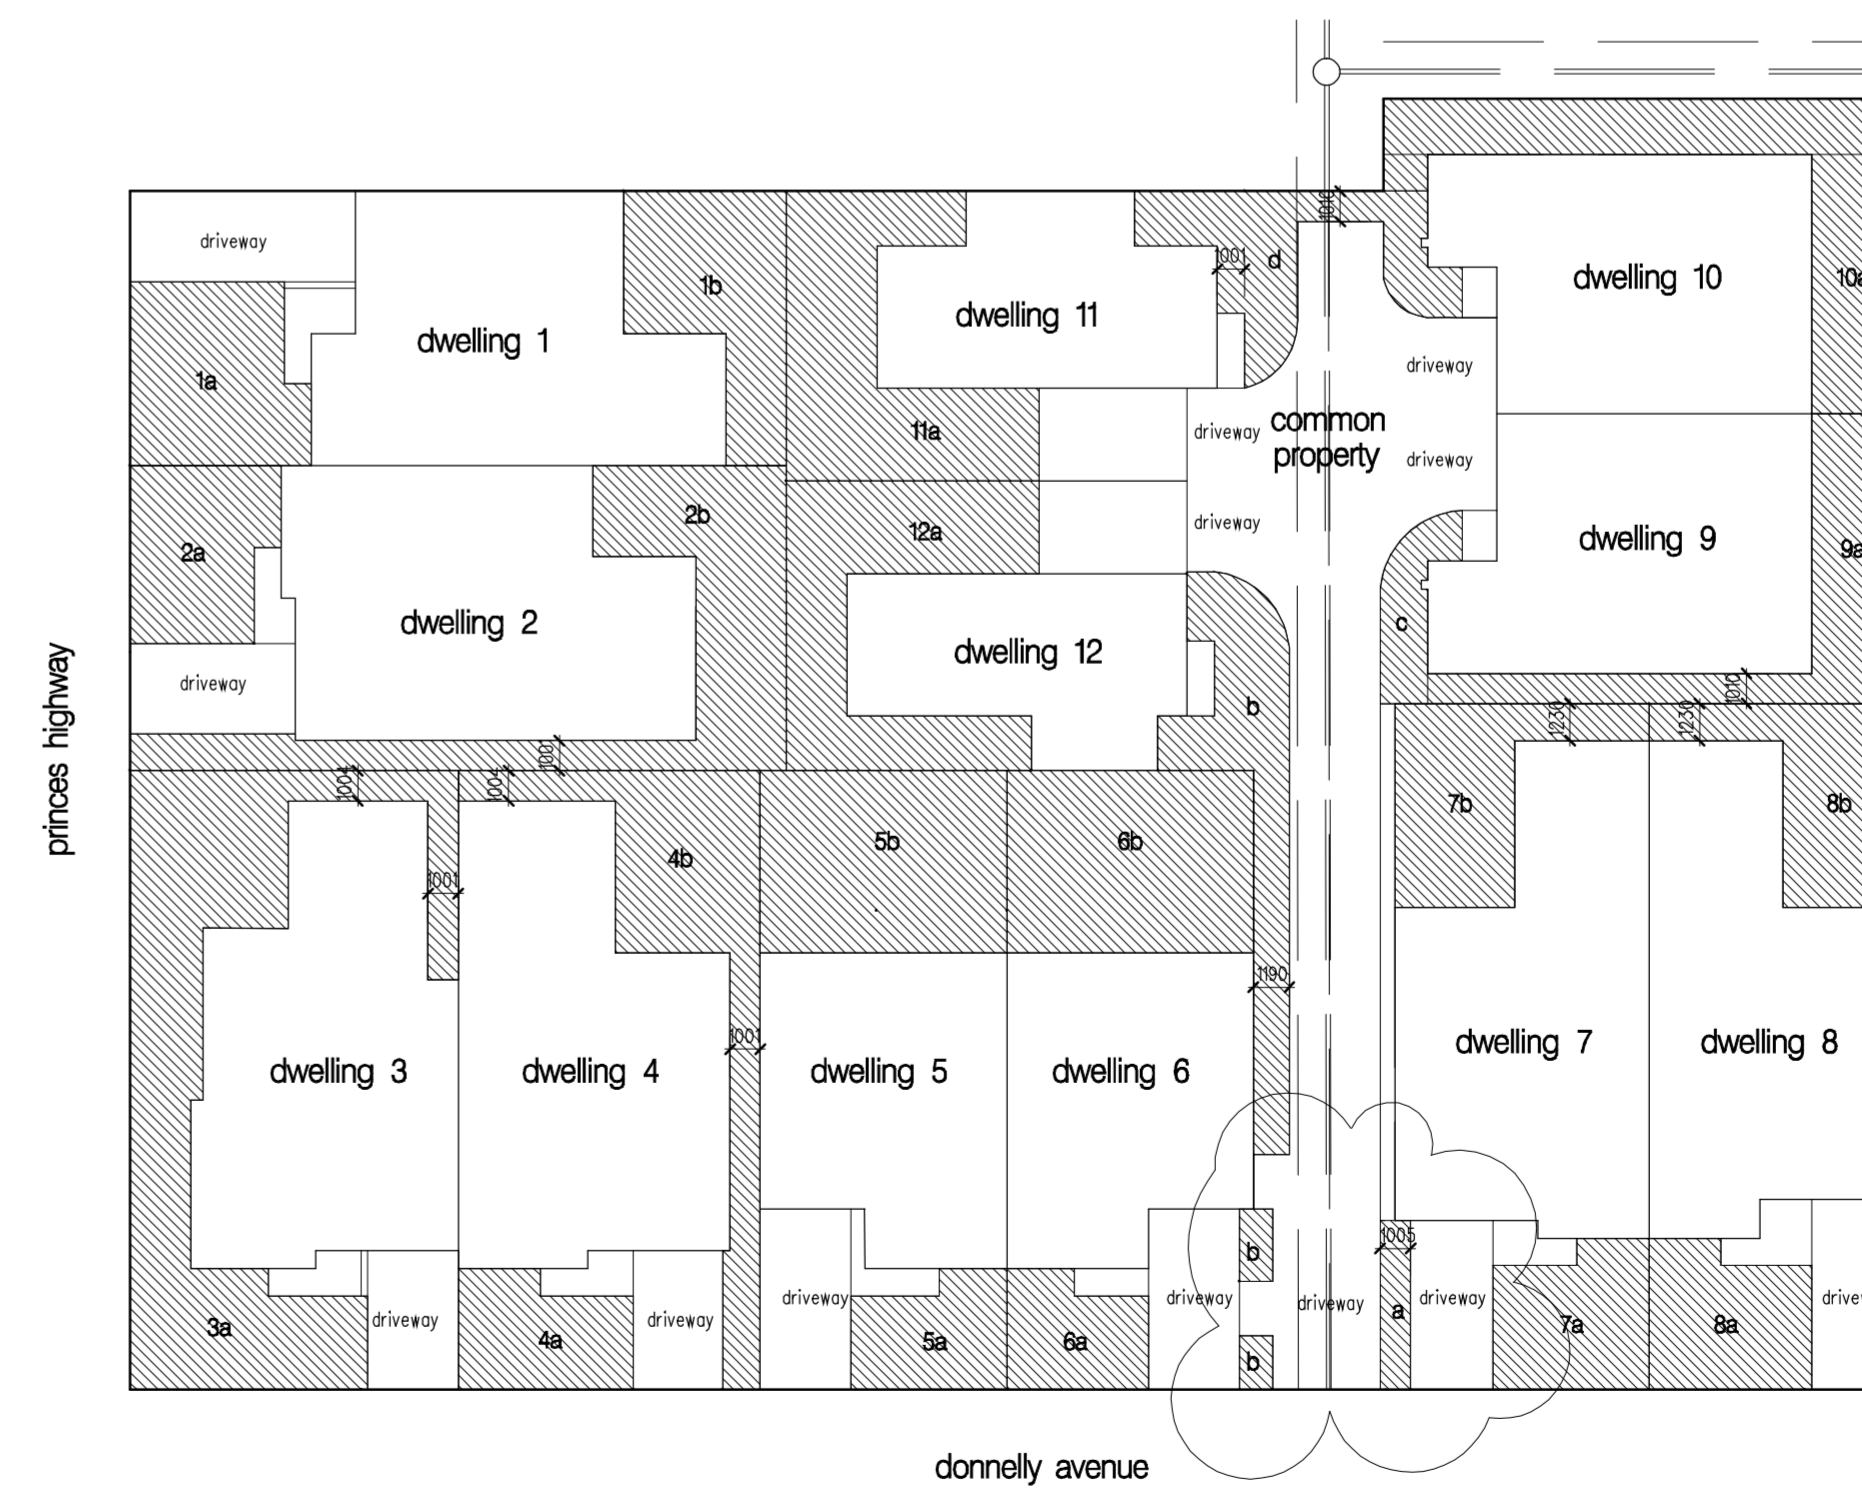 1010
driveway
1001
d
1b
dwelling 10
10a
dwelling 11
dwelling 1
driveway
1a
common
property
11a
driveway
driveway
2b
12a
driveway
2a
dwelling 9
9a
dwelling 2
c
dwelling 12
driveway
b
1010
1230
1230
princes highway
1001
1004
1004
7b
8b
5b
6b
4b
1001
1190
1001
dwelling 7
dwelling 8
dwelling 3
dwelling 4
dwelling 5
dwelling 6
1005
b
driveway
driveway
driveway
driveway
drive
a
driveway
driveway
3a
4a
5a
6a
7a
8a
b
donnelly avenue